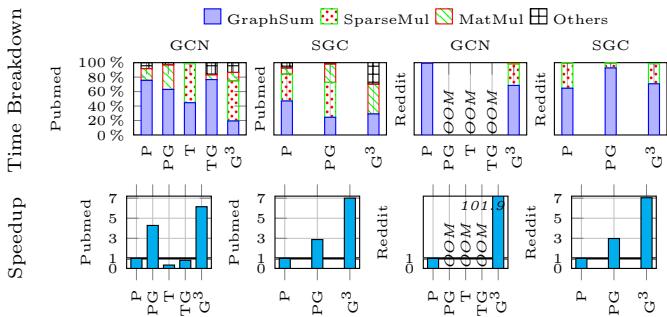 GraphSum SparseMul MatMul Others
GCN SGC GCN SGC
Time Breakdown
Pubmed
100 %
80 %
60 %
40 %
20 %
0 %
P PG T TG G3
Pubmed
P PG G3
Reddit
OOM OOM OOM
P PG T TG G3
Reddit
P PG G3
Speedup
Pubmed
7
5
3
1
0
P PG T TG G3
Pubmed
7
5
3
1
0
P PG G3
Reddit
101.9
OOM OOM OOM
1
0
P PG T TG G3
Reddit
7
5
3
1
0
P PG G3